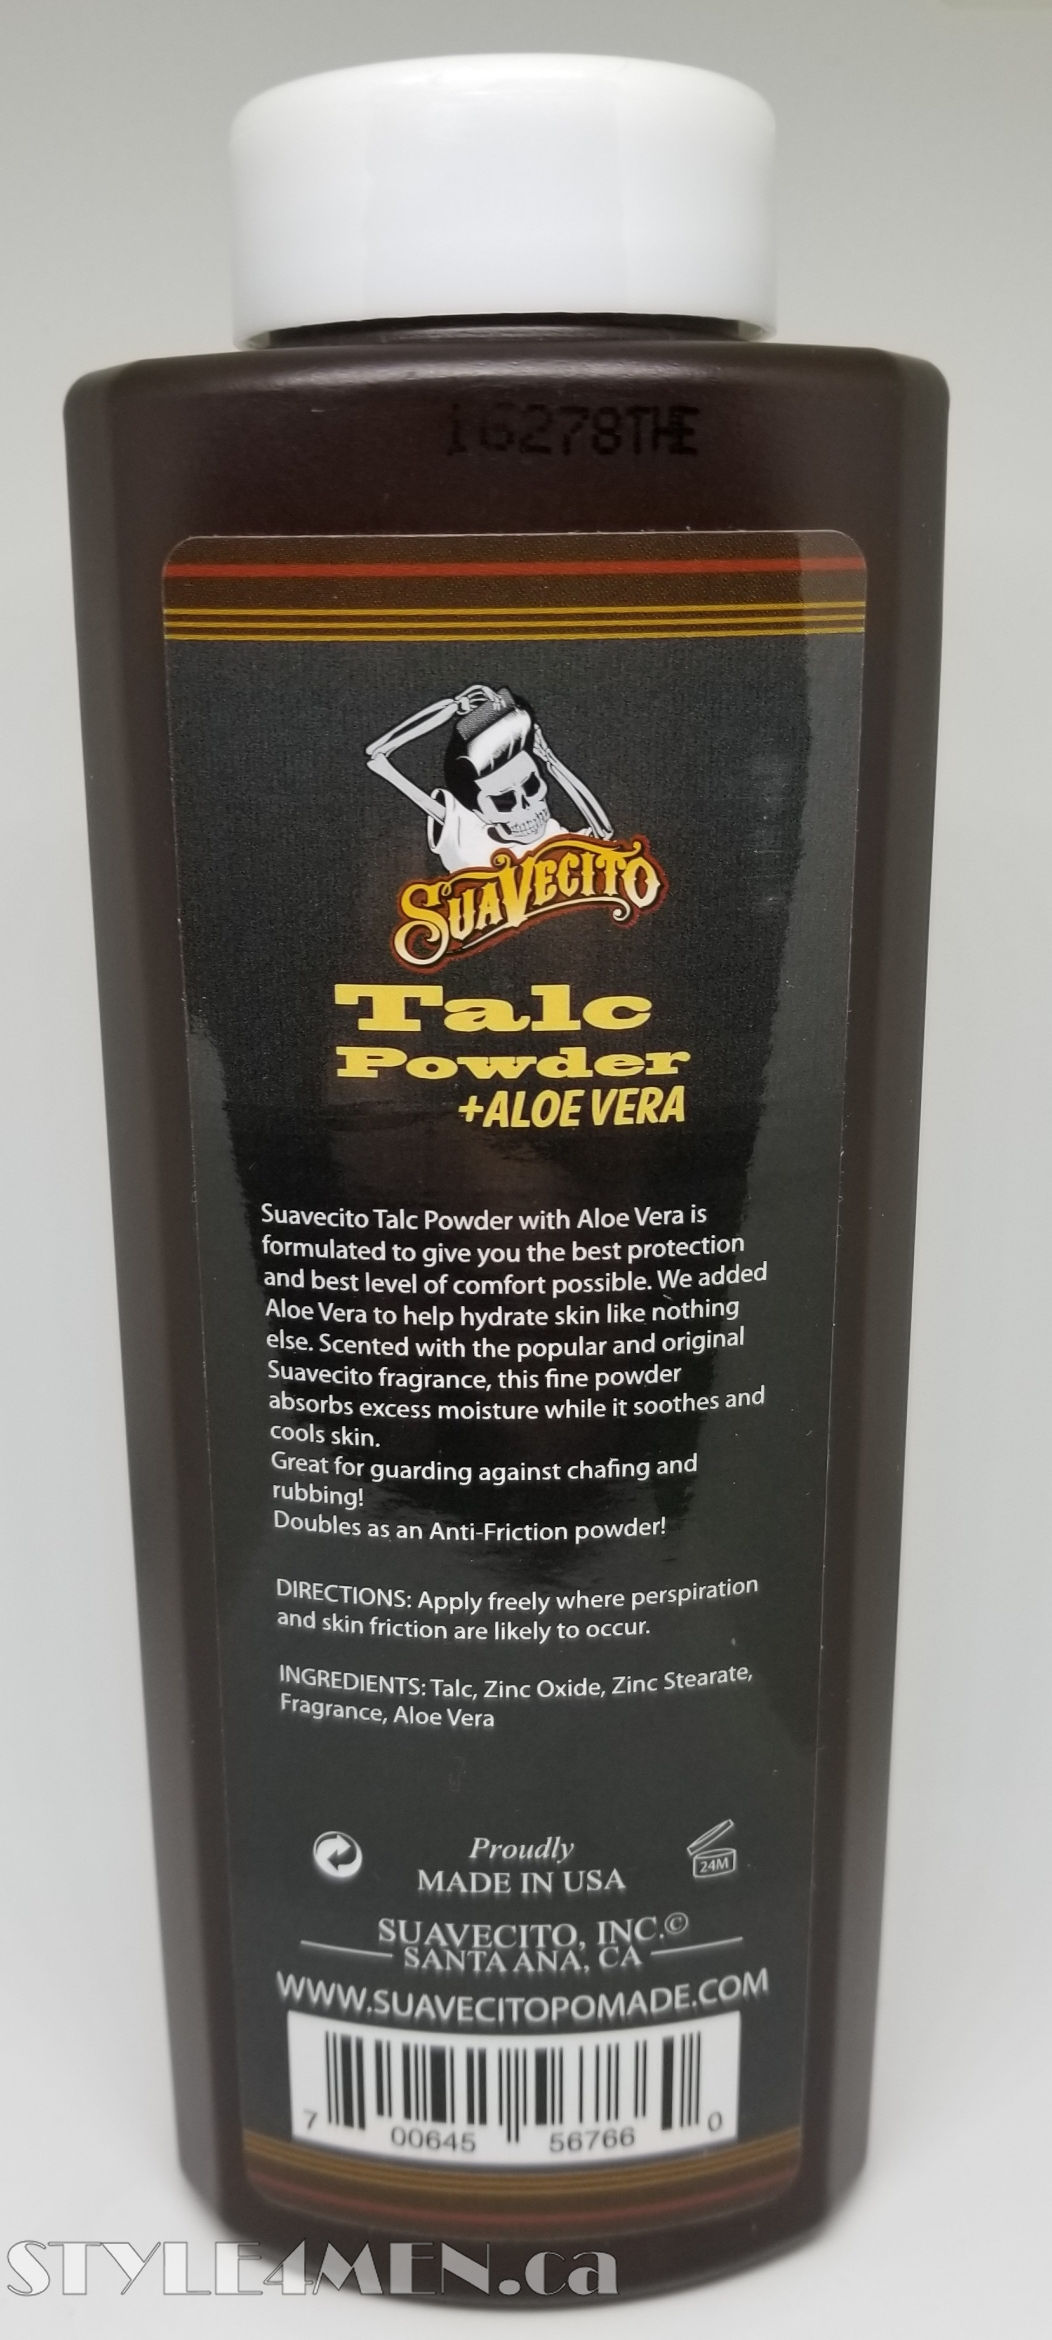 16278THE
SUAVECITO
Talc
Powder
+ALOE VERA
Suavecito Talc Powder with Aloe Vera is
formulated to give you the best protection
and best level of comfort possible. We added
Aloe Vera to help hydrate skin like nothing
else. Scented with the popular and original
Suavecito fragrance, this fine powder
absorbs excess moisture while it soothes and
cools skin.
Great for guarding against chafing and
rubbing!
Doubles as an Anti-Friction powder!
DIRECTIONS: Apply freely where perspiration
and skin friction are likely to occur.
INGREDIENTS: Talc, Zinc Oxide, Zinc Stearate,
Fragrance, Aloe Vera
Proudly
MADE IN USA
24M
SUAVECITO, INC.©
SANTA ANA, CA
WWW.SUAVECITOPOMADE.COM
7 00645 56766 0
STYLE4MEN.ca